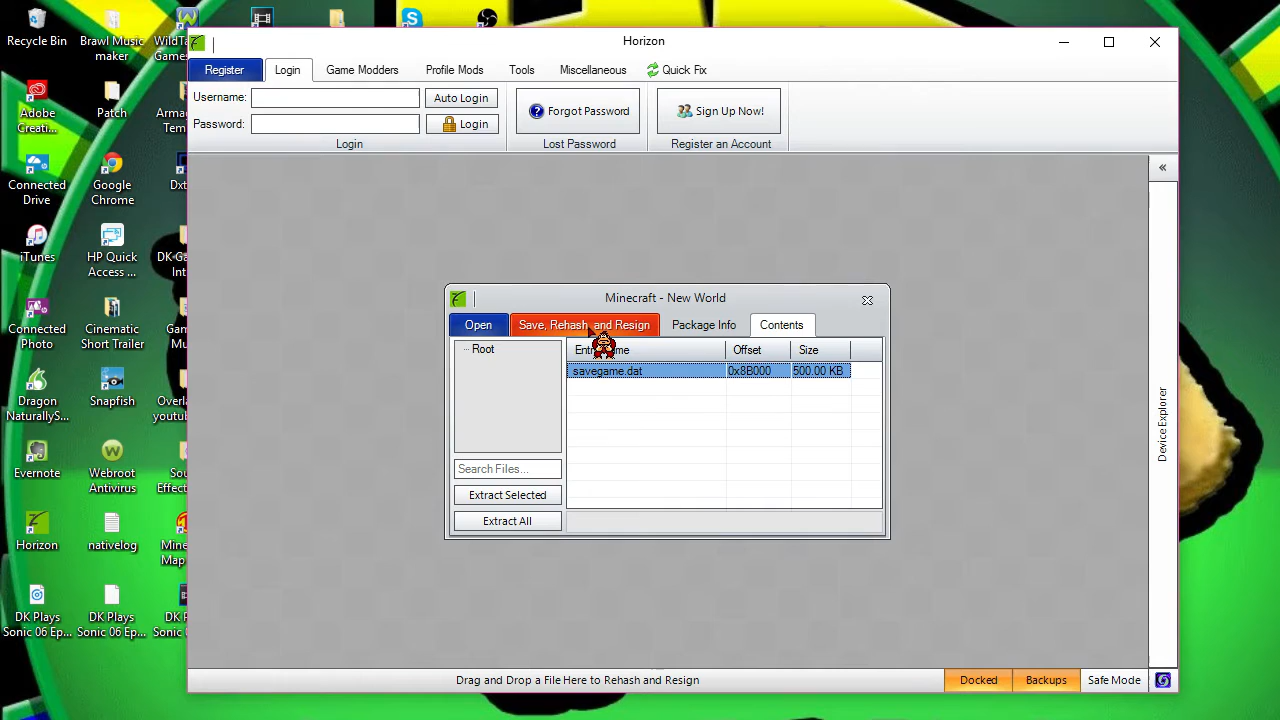 Recycle Bin
Brawl Music
maker
WildTa
Games
Adobe
Creati...
Patch
Arma
Tem
Connected
Drive
Google
Chrome
Dxt
iTunes
HP Quick
Access ...
DK Ga
Int
Connected
Photo
Cinematic
Short Trailer
Gam
Mus
Dragon
NaturallyS...
Snapfish
Overla
youtub
Evernote
Webroot
Antivirus
Sou
Effect
Horizon
nativelog
Mine
Map
DK Plays
Sonic 06 Ep...
DK Plays
Sonic 06 Ep...
DK P
Sonic 0
Horizon
Register
Login
Game Modders
Profile Mods
Tools
Miscellaneous
Quick Fix
Username:
Auto Login
Password:
Login
Login
Forgot Password
Lost Password
Sign Up Now!
Register an Account
«
Device Explorer
Minecraft - New World
Open
Save, Rehash, and Resign
Package Info
Contents
Root
Offset
Size
savegame.dat
0x8B000
500.00 KB
Search Files...
Extract Selected
Extract All
Drag and Drop a File Here to Rehash and Resign
Docked
Backups
Safe Mode